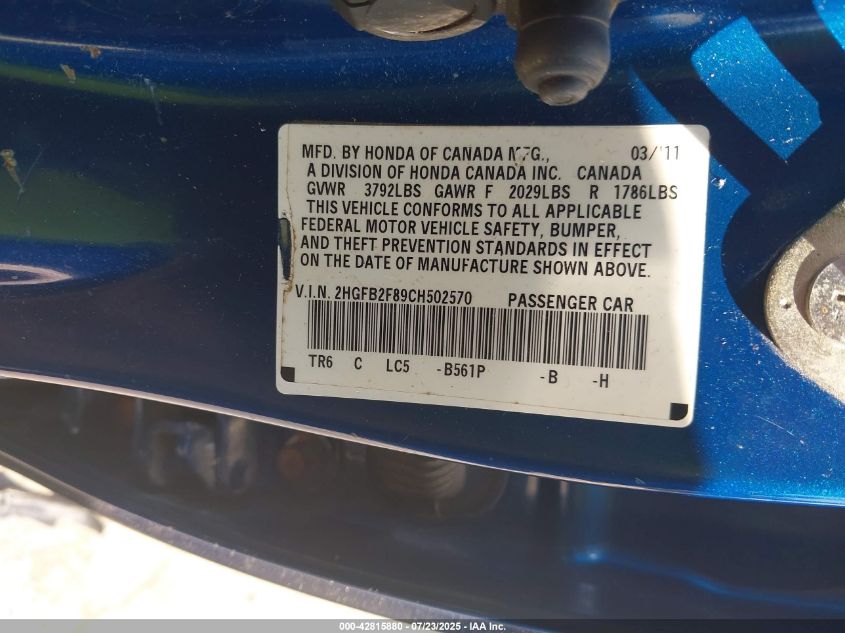 MFD. BY HONDA OF CANADA MFG., 03/'11
A DIVISION OF HONDA CANADA INC. CANADA
GVWR 3792LBS GAWR F 2029LBS R 1786LBS
THIS VEHICLE CONFORMS TO ALL APPLICABLE
FEDERAL MOTOR VEHICLE SAFETY, BUMPER,
AND THEFT PREVENTION STANDARDS IN EFFECT
ON THE DATE OF MANUFACTURE SHOWN ABOVE.
V.I.N. 2HGFB2F89CH502570 PASSENGER CAR
TR6 C LC5 -B561P -B -H
000-42815880 - 07/23/2025 - IAA Inc.